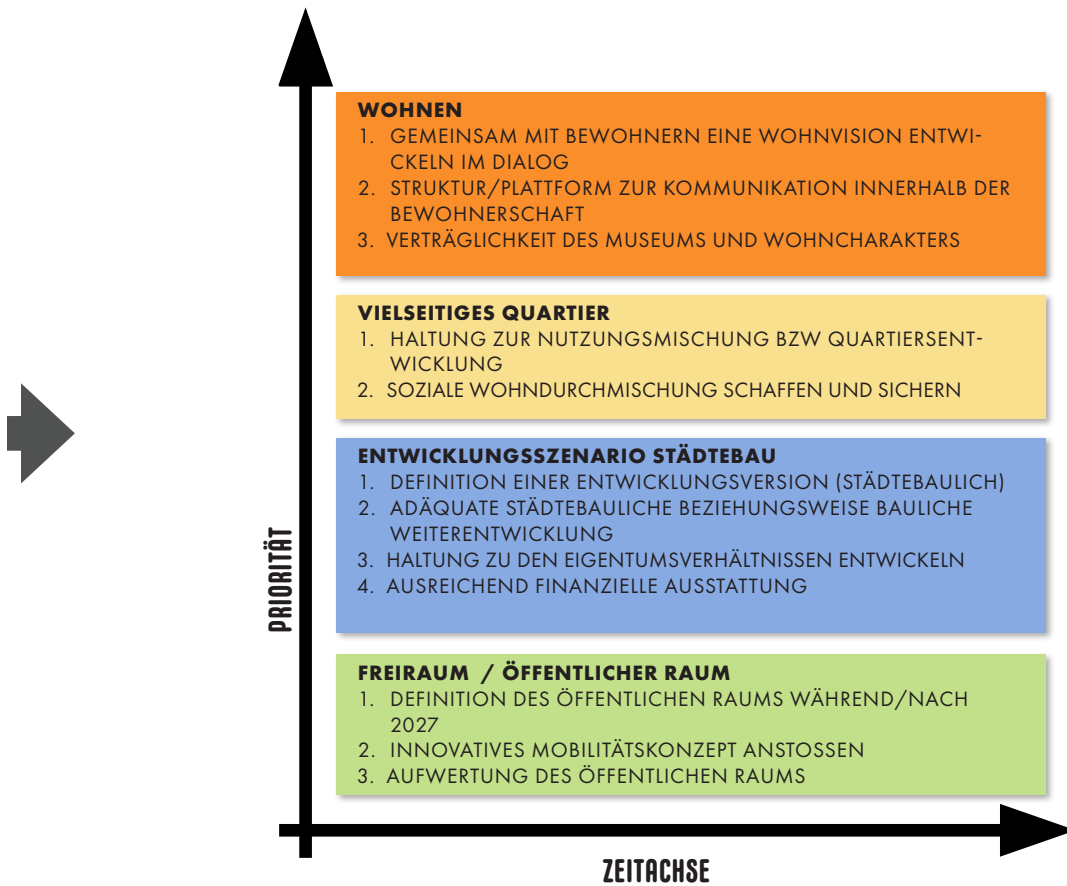 WOHNEN
1. GEMEINSAM MIT BEWOHNERN EINE WOHNVISION ENTWI-
CKELN IM DIALOG
2. STRUKTUR/PLATTFORM ZUR KOMMUNIKATION INNERHALB DER
BEWOHNERSCHAFT
3. VERTRÄGLICHKEIT DES MUSEUMS UND WOHNCHARAKTERS
VIELSEITIGES QUARTIER
1. HALTUNG ZUR NUTZUNGSMISCHUNG BZW QUARTIERSENT-
WICKLUNG
2. SOZIALE WOHNDURCHMISCHUNG SCHAFFEN UND SICHERN
ENTWICKLUNGSSZENARIO STÄDTEBAU
1. DEFINITION EINER ENTWICKLUNGSVERSION (STÄDTEBAULICH)
2. ADÄQUATE STÄDTEBAULICHE BEZIEHUNGSWEISE BAULICHE
WEITERENTWICKLUNG
3. HALTUNG ZU DEN EIGENTUMSVERHÄLTNISSEN ENTWICKELN
4. AUSREICHEND FINANZIELLE AUSSTATTUNG
FREIRAUM / ÖFFENTLICHER RAUM
1. DEFINITION DES ÖFFENTLICHEN RAUMS WÄHREND/NACH
2027
2. INNOVATIVES MOBILITÄTSKONZEPT ANSTOSSEN
3. AUFWERTUNG DES ÖFFENTLICHEN RAUMS
PRIORITÄT
ZEITACHSE